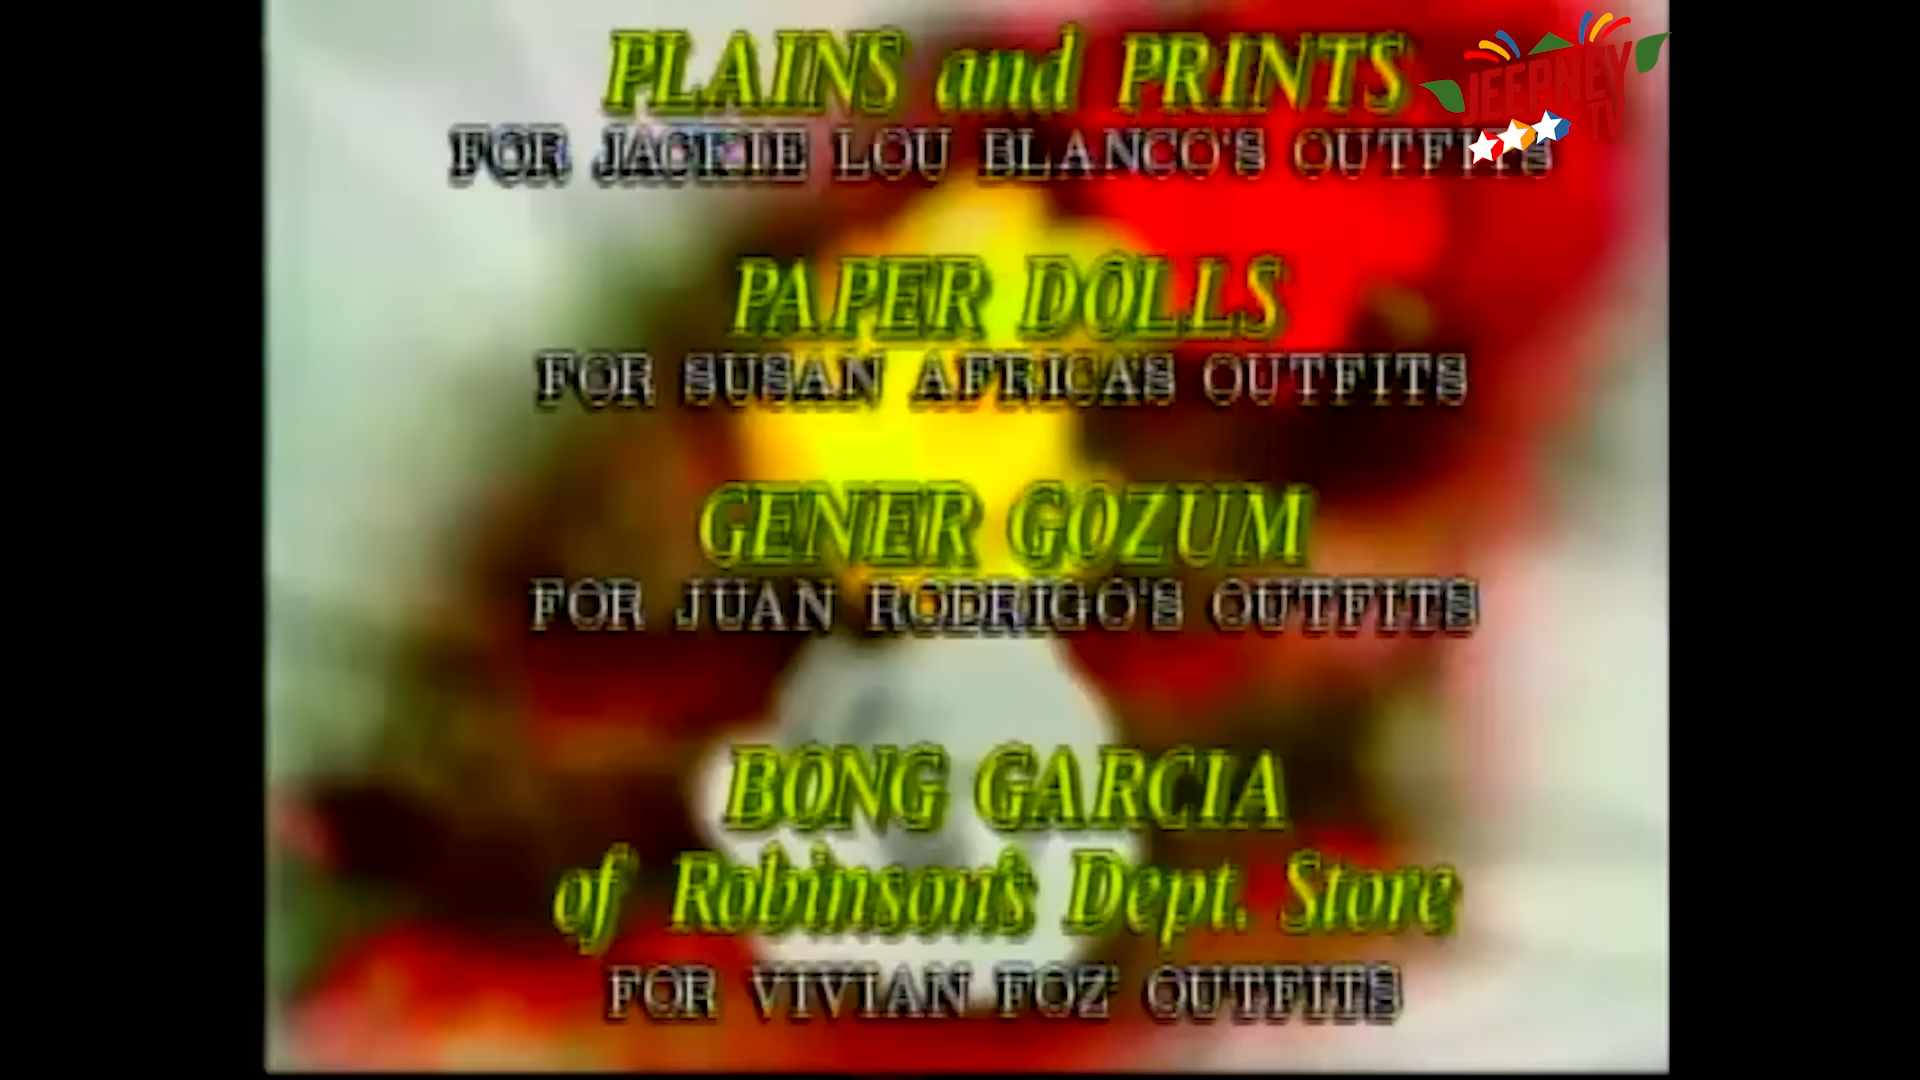 PLAINS and PRINTS
FOR JACKIE LOU BLANCO'S OUTFITS
PAPER DOLLS
FOR SUSAN AFRICA'S OUTFITS
GENER GOZUM
FOR JUAN RODRIGO'S OUTFITS
BONG GARCIA
of Robinson's Dept. Store
FOR VIVIAN FOZ' OUTFITS
JEEPNEY
TV